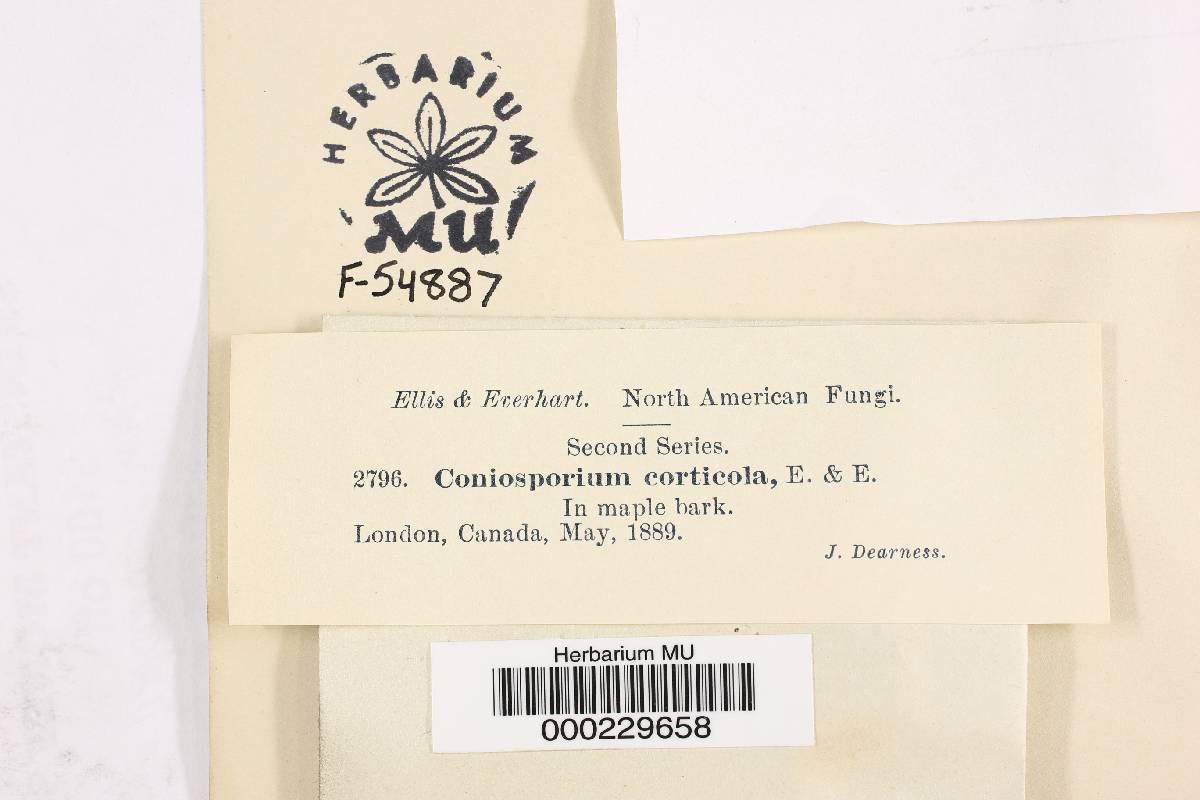 HERBARIUM
MU
F-54887
Ellis & Everhart. North American Fungi.
Second Series.
2796. Coniosporium corticola, E. & E.
In maple bark.
London, Canada, May, 1889.
J. Dearness.
Herbarium MU
000229658